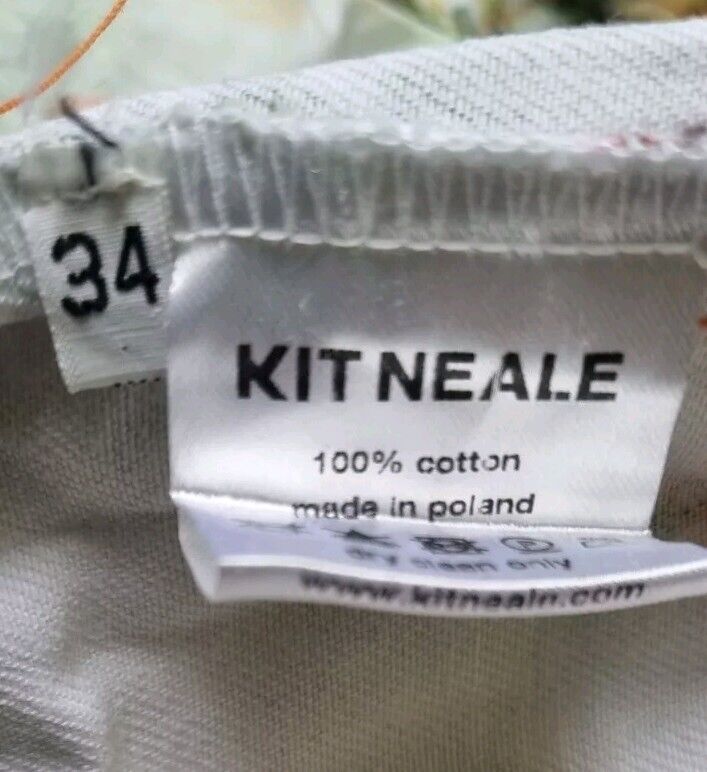 34
KIT NEALE
100% cotton
made in poland
dry clean only
www.kitneale.com